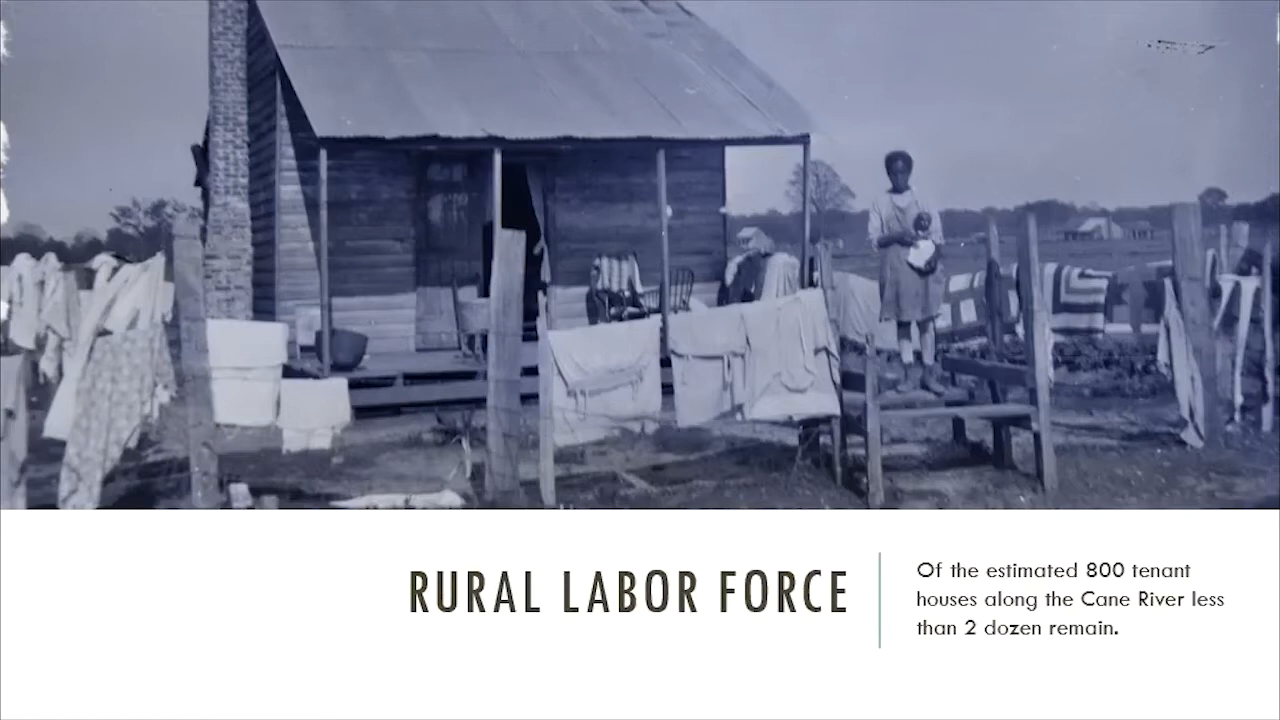 RURAL LABOR FORCE
Of the estimated 800 tenant
houses along the Cane River less
than 2 dozen remain.